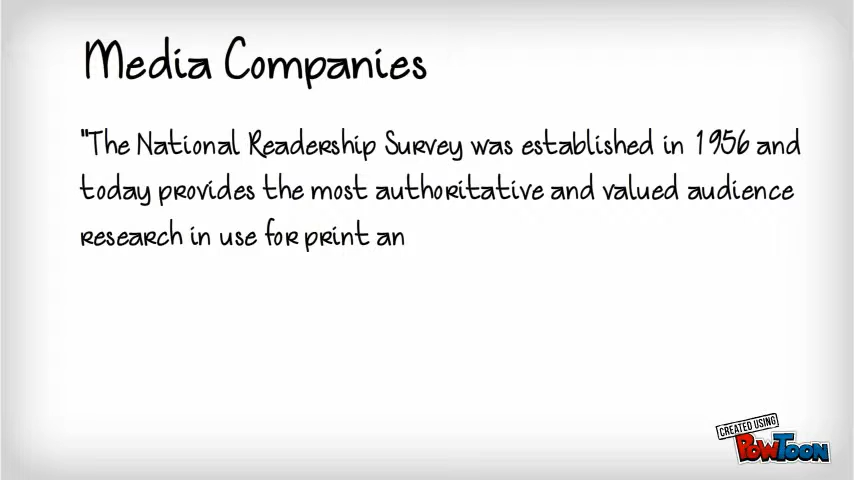 Media Companies
"The National Readership Survey was established in 1956 and
today provides the most authoritative and valued audience
research in use for print an
CREATED USING
POWTOON